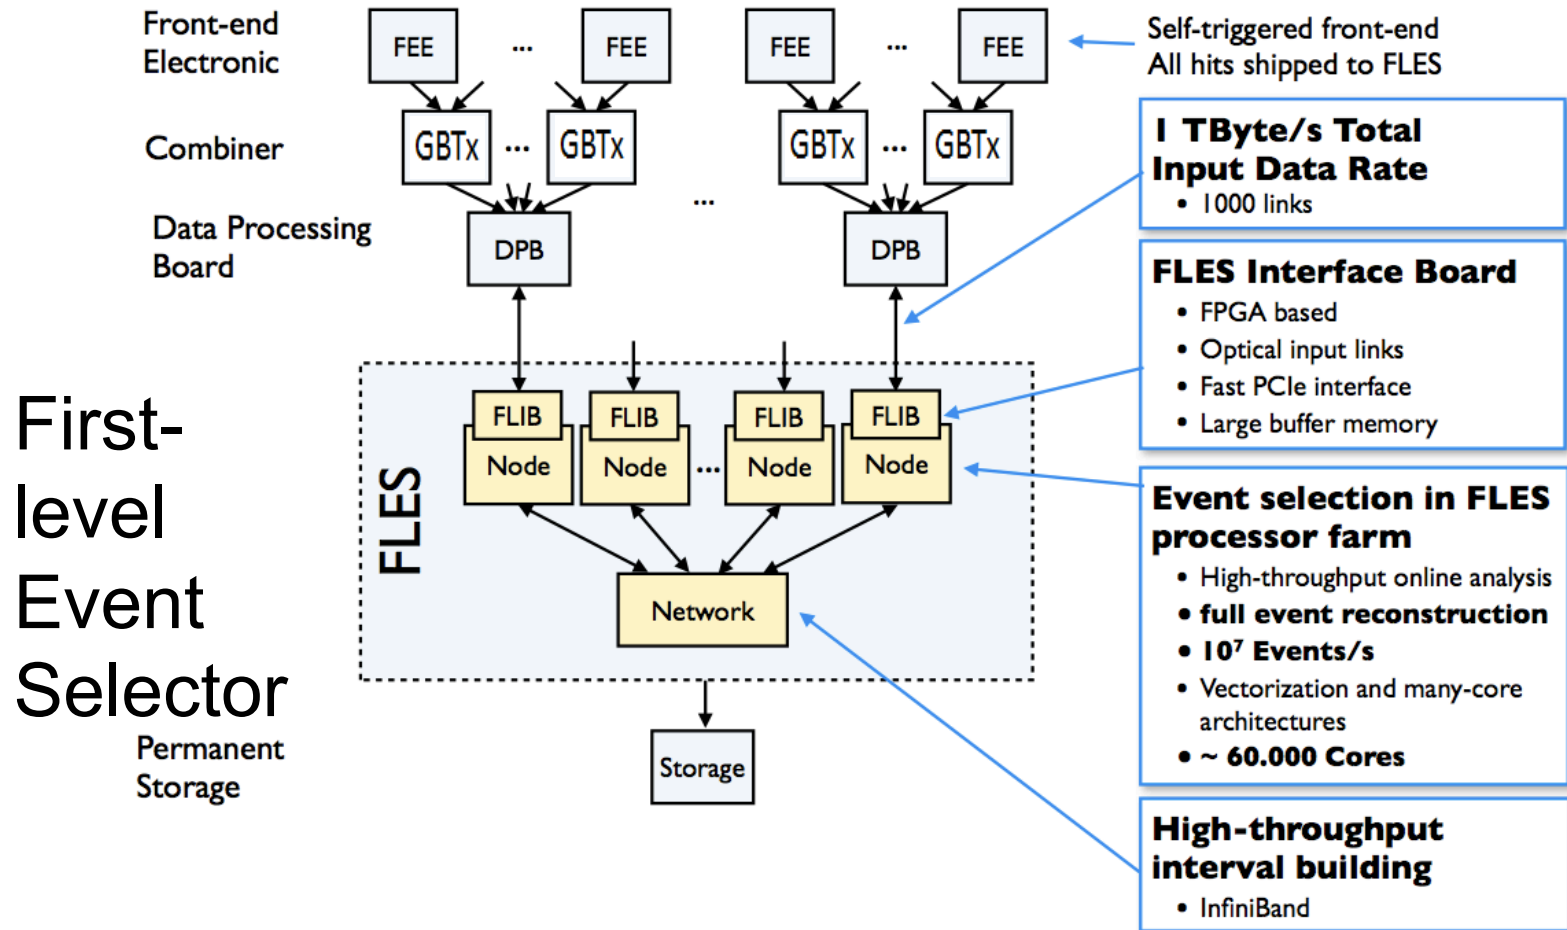 Front-end
Electronic
FEE ... FEE FEE ... FEE
Self-triggered front-end
All hits shipped to FLES
Combiner
GBTx ... GBTx GBTx ... GBTx
...
Data Processing
Board
DPB DPB
1 TByte/s Total
Input Data Rate
• 1000 links
FLES Interface Board
• FPGA based
• Optical input links
• Fast PCIe interface
• Large buffer memory
First-
level
Event
Selector
FLES
FLIB FLIB FLIB FLIB
Node Node ... Node Node
Network
Event selection in FLES
processor farm
• High-throughput online analysis
• full event reconstruction
• 10⁷ Events/s
• Vectorization and many-core
architectures
• ~ 60.000 Cores
Permanent
Storage
Storage
High-throughput
interval building
• InfiniBand